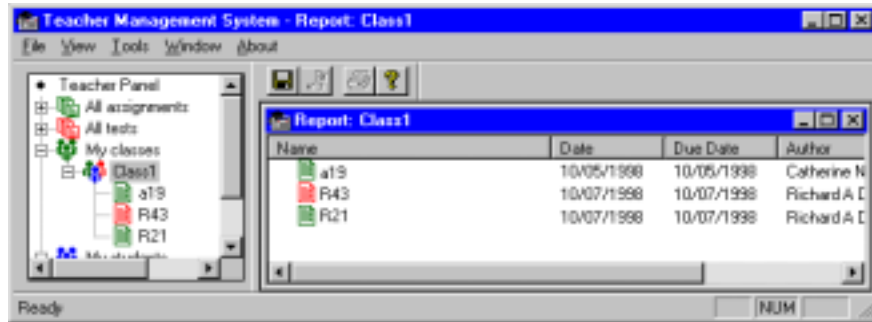 Teacher Management System - Report: Class1
File View Tools Window About
Teacher Panel
All assignments
All tests
My classes
Class1
a19
R43
R21
My students
Report: Class1
Name Date Due Date Author
a19 10/05/1998 10/05/1998 Catherine N
R43 10/07/1998 10/07/1998 Richard A D
R21 10/07/1998 10/07/1998 Richard A D
Ready NUM